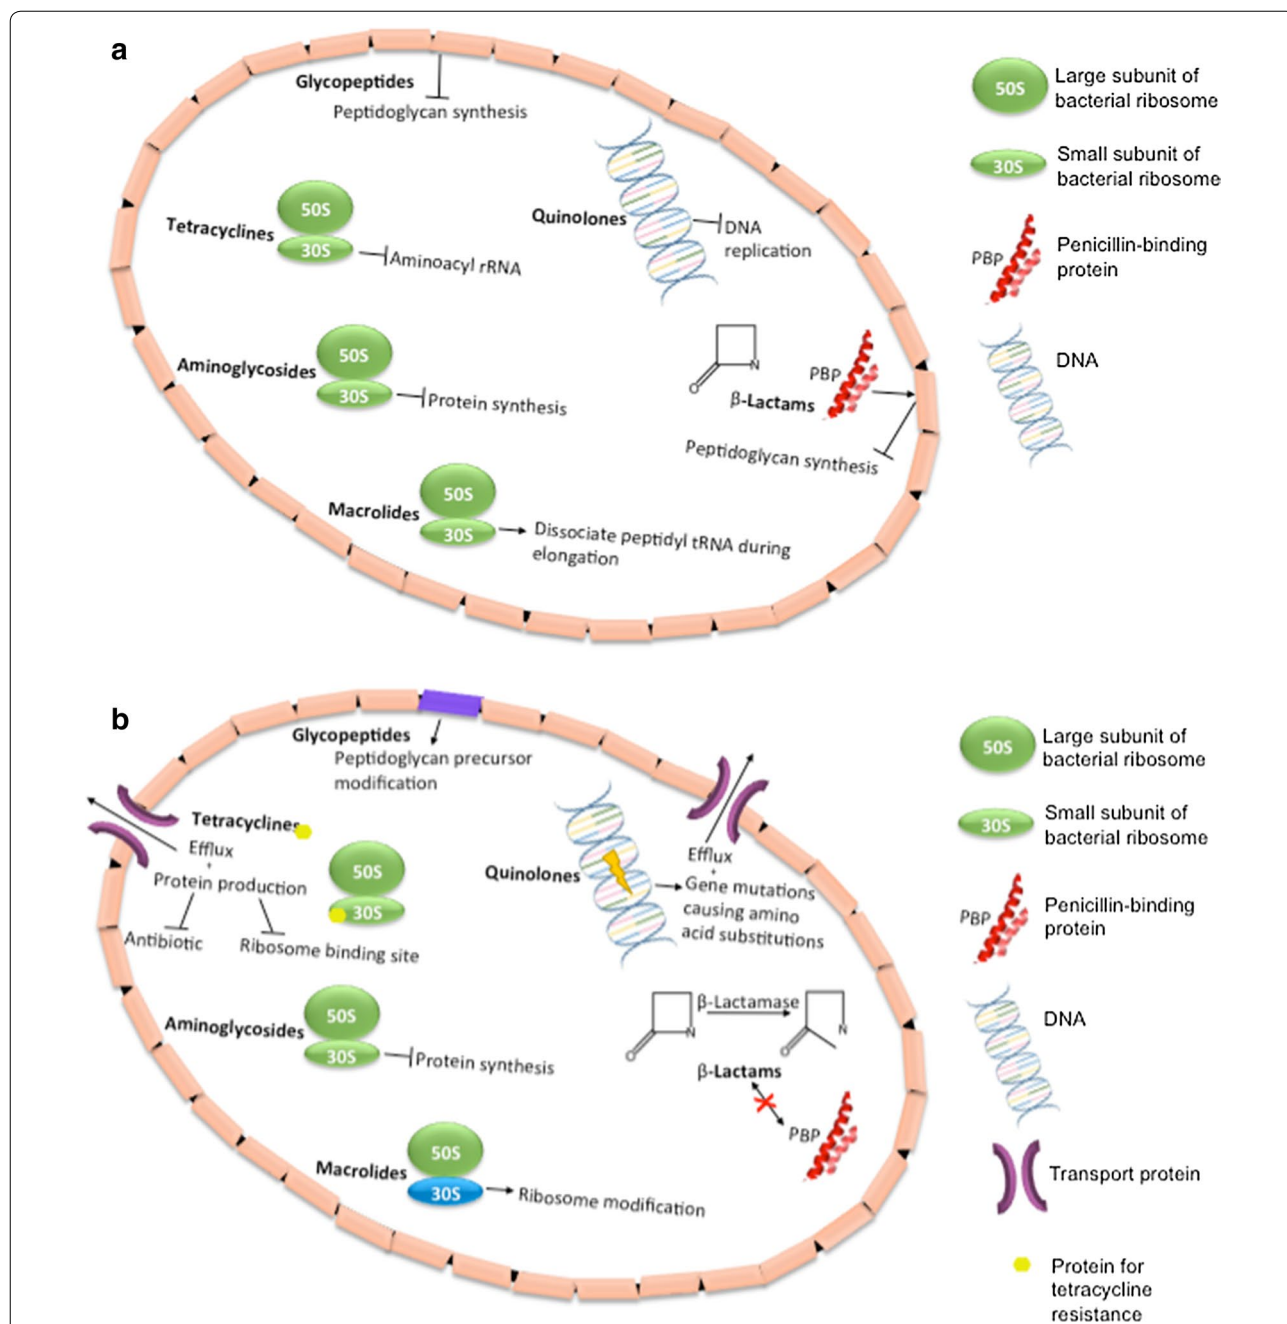 a
Glycopeptides
Peptidoglycan synthesis
50S
Tetracyclines
30S
Aminoacyl rRNA
Quinolones
DNA
replication
50S
Aminoglycosides
30S
Protein synthesis
N
O
PBP
β-Lactams
Peptidoglycan synthesis
50S
Macrolides
30S
Dissociate peptidyl tRNA during
elongation
50S
Large subunit of
bacterial ribosome
30S
Small subunit of
bacterial ribosome
PBP
Penicillin-binding
protein
DNA
b
Glycopeptides
Peptidoglycan precursor
modification
Tetracyclines
Efflux
+
Protein production
Antibiotic
Ribosome binding site
50S
30S
Quinolones
Efflux
+
Gene mutations
causing amino
acid substitutions
50S
Aminoglycosides
30S
Protein synthesis
N
O
β-Lactamase
N
O
β-Lactams
PBP
50S
Macrolides
30S
Ribosome modification
50S
Large subunit of
bacterial ribosome
30S
Small subunit of
bacterial ribosome
PBP
Penicillin-binding
protein
DNA
Transport protein
Protein for
tetracycline
resistance